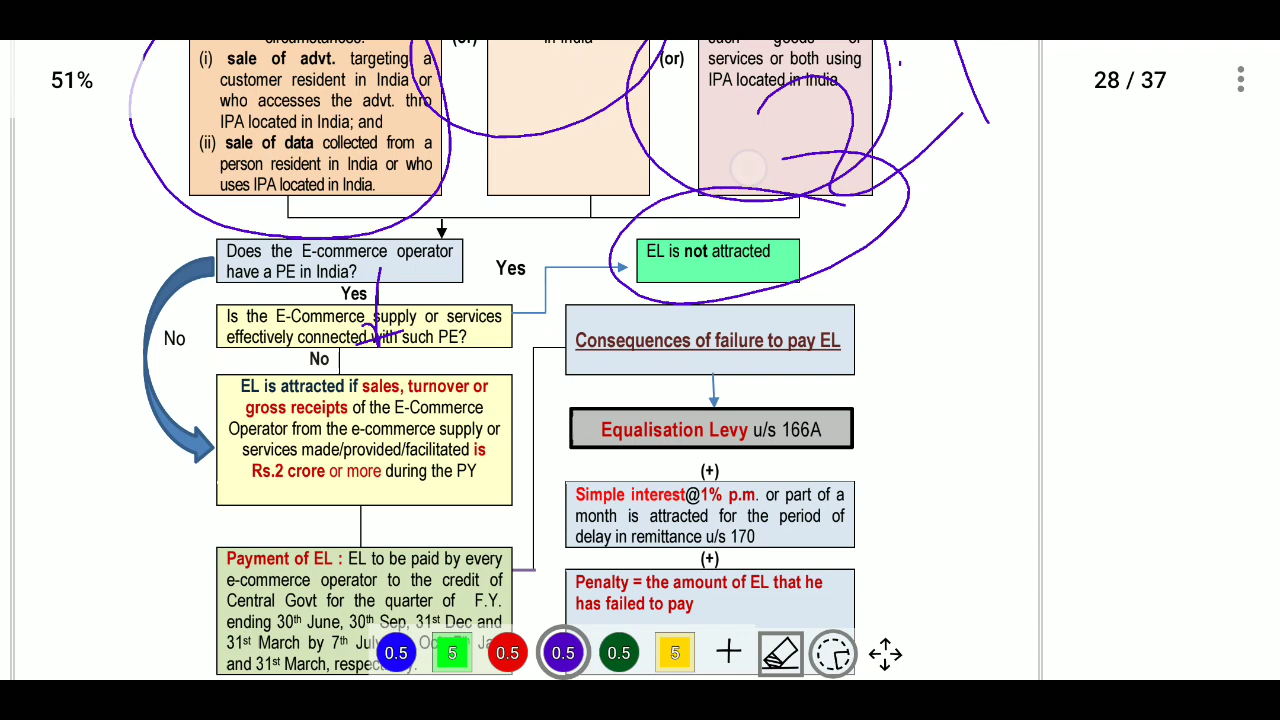 51%
28 / 37
(i) sale of advt. targeting a
customer resident in India or
who accesses the advt. thro
IPA located in India; and
(ii) sale of data collected from a
person resident in India or who
uses IPA located in India.
in India
(or)
services or both using
IPA located in India
Does the E-commerce operator
have a PE in India?
Yes
EL is not attracted
Yes
Is the E-Commerce supply or services
effectively connected with such PE?
No
No
EL is attracted if sales, turnover or
gross receipts of the E-Commerce
Operator from the e-commerce supply or
services made/provided/facilitated is
Rs.2 crore or more during the PY
Payment of EL : EL to be paid by every
e-commerce operator to the credit of
Central Govt for the quarter of F.Y.
ending 30th June, 30th Sep, 31st Dec and
31st March by 7th July
and 31st March,
Consequences of failure to pay EL
Equalisation Levy u/s 166A
(+)
Simple interest@1% p.m. or part of a
month is attracted for the period of
delay in remittance u/s 170
(+)
Penalty = the amount of EL that he
has failed to pay
0.5
5
0.5
0.5
0.5
5